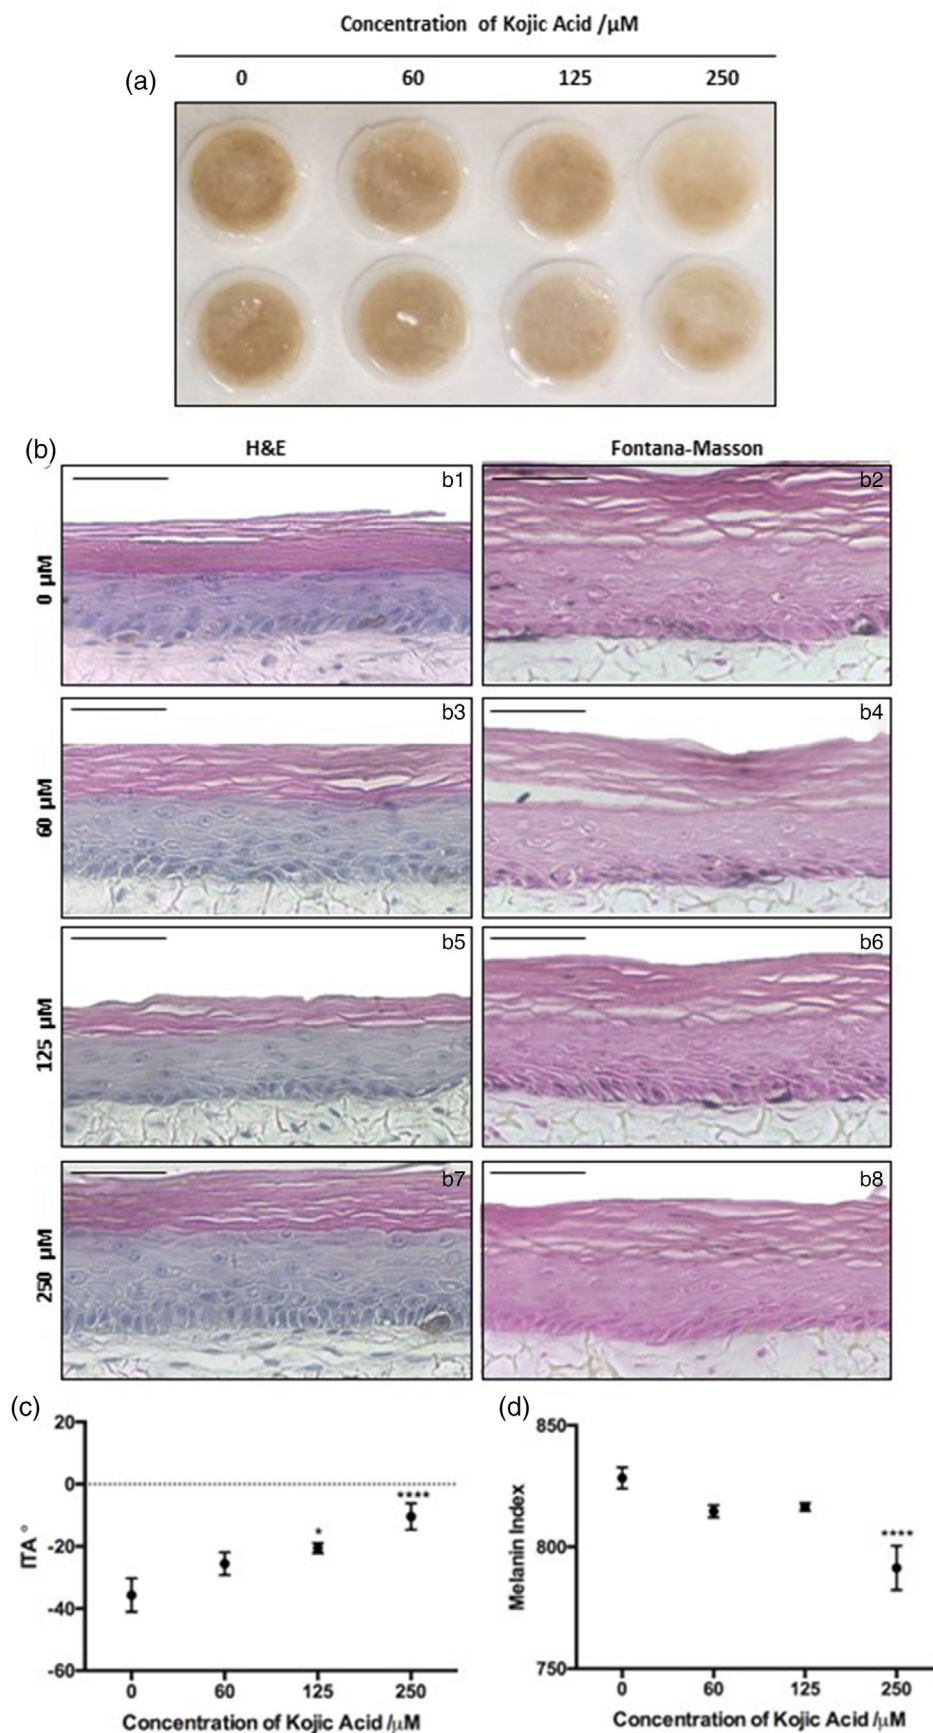 Concentration of Kojic Acid /µM
(a) 0 60 125 250
(b) H&E Fontana-Masson
0 µM b1 b2
60 µM b3 b4
125 µM b5 b6
250 µM b7 b8
(c)
20
0
-20
-40
-60
ITA °
*
****
0 60 125 250
Concentration of Kojic Acid /µM
(d)
850
800
750
Melanin Index
****
0 60 125 250
Concentration of Kojic Acid /µM